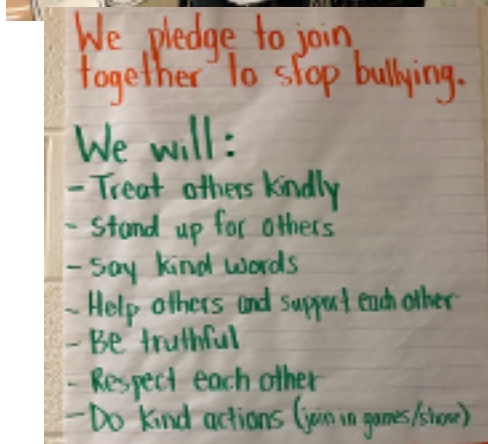 We pledge to join
together to stop bullying.
We will:
- Treat others kindly
- Stand up for others
- Say kind words
- Help others and support each other
- Be truthful
- Respect each other
- Do kind actions (join in games/share)